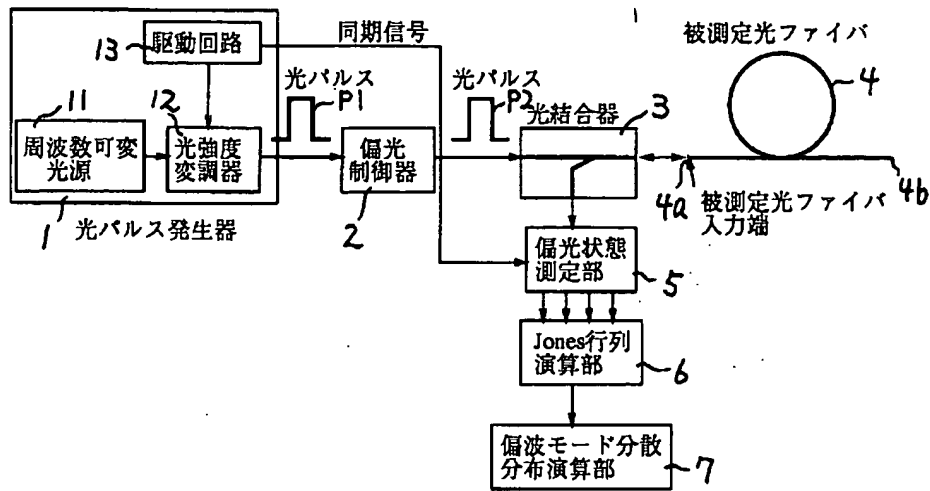 13
駆動回路
同期信号
光パルス
P1
11
周波数可変
光源
12
光強度
変調器
1
光パルス発生器
偏光
制御器
2
光パルス
P2
光結合器
3
被測定光ファイバ
4
4a
被測定光ファイバ
入力端
4b
偏光状態
測定部
5
Jones行列
演算部
6
偏波モード分散
分布演算部
7